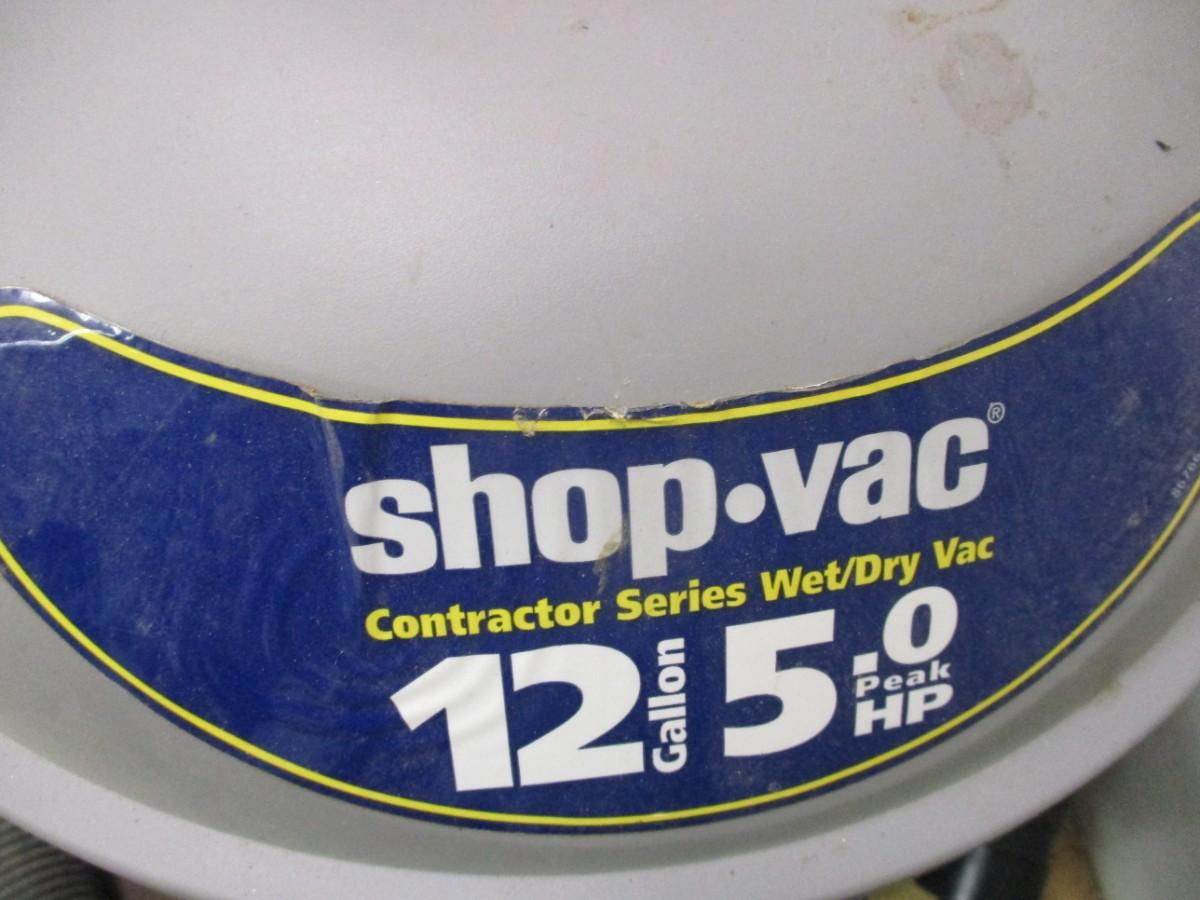 shop•vac®
Contractor Series Wet/Dry Vac
12 Gallon 5.0 Peak HP